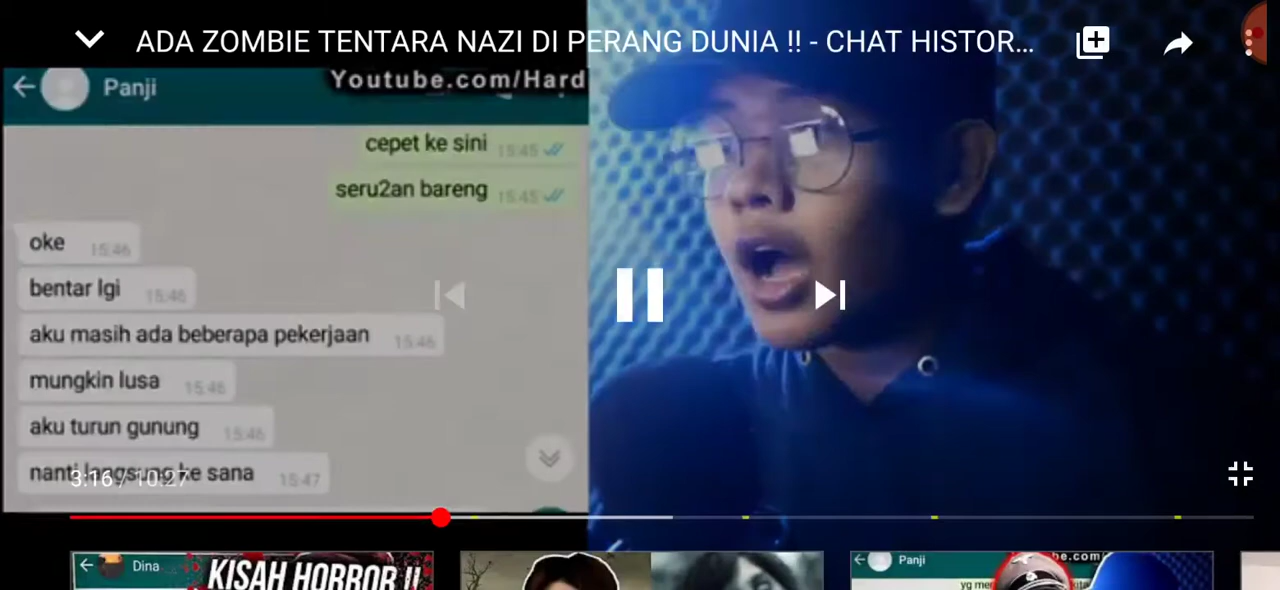 ADA ZOMBIE TENTARA NAZI DI PERANG DUNIA !! - CHAT HISTOR...
Youtube.com/Hard
Panji
cepet ke sini 15:45
seru2an bareng 15:45
oke 15:46
bentar lgi 15:46
aku masih ada beberapa pekerjaan 15:46
mungkin lusa 15:46
aku turun gunung 15:46
nanti langsung ke sana 15:47
3:16 / 10:27
Dina
KISAH HORROR !!
Panji
be.com/
yg me
kita